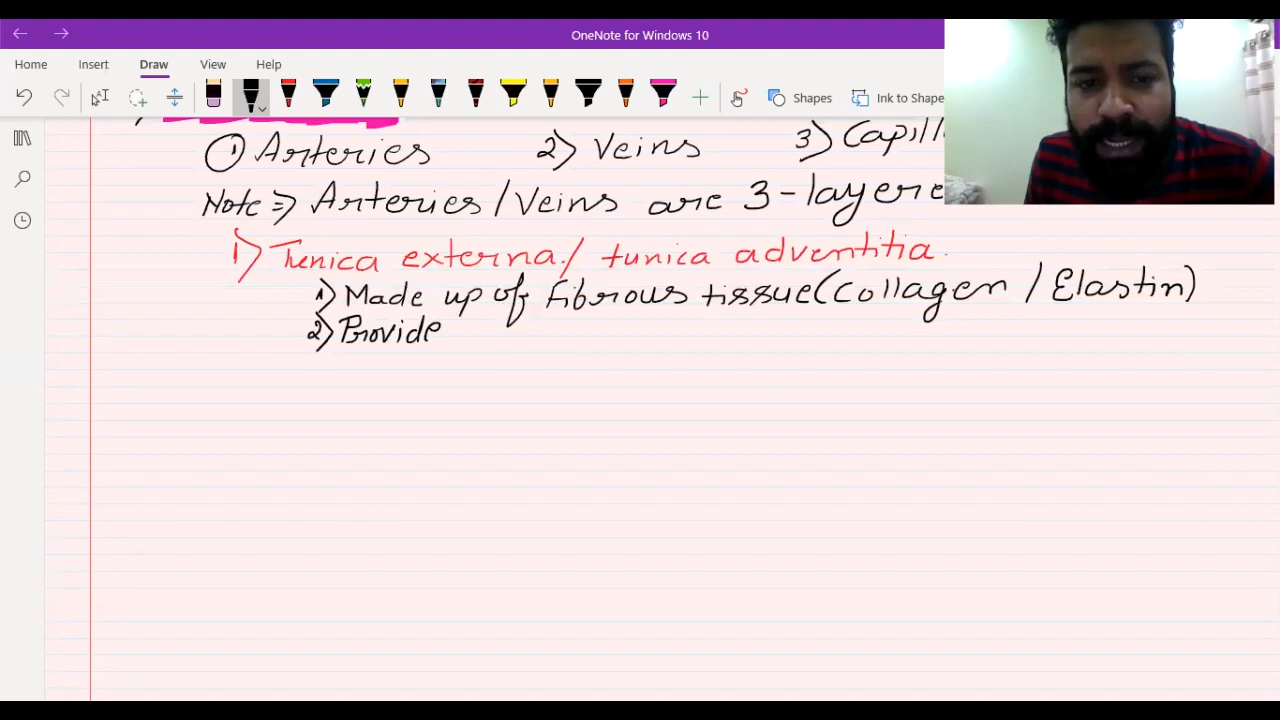 OneNote for Windows 10
Home Insert Draw View Help
Shapes Ink to Shape
1) Arteries 2) Veins 3) Capill
Note => Arteries / Veins are 3-layere
1) Tunica externa / tunica adventitia.
1) Made up of fibrous tissue (Collagen / Elastin)
2) Provide